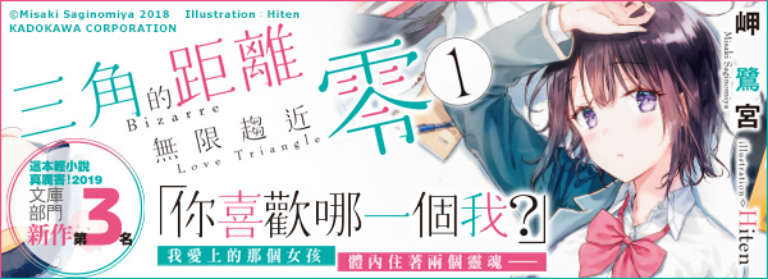 ©Misaki Saginomiya 2018 Illustration：Hiten
KADOKAWA CORPORATION
三角的距離
Bizarre
無限趨近
Love Triangle
零
1
這本輕小說
真厲害！2019
文庫
部門
新作第3名
「你喜歡哪一個我？」
我愛上的那個女孩
體內住著兩個靈魂——
岬 鷺宮
Misaki Saginomiya
illustration◇Hiten